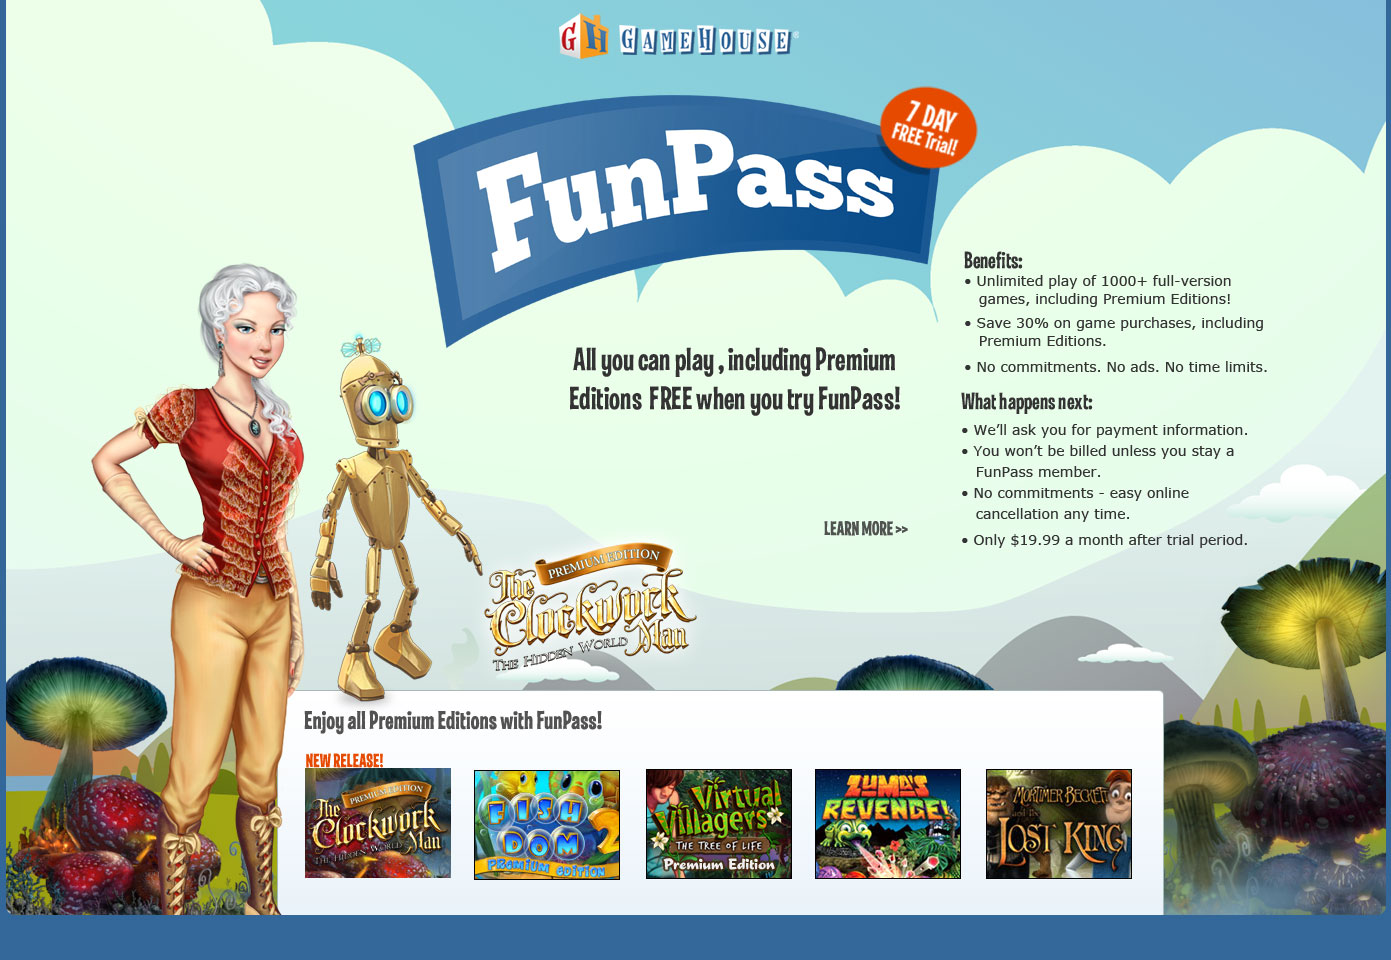 GH GAMEHOUSE®
7 DAY
FREE Trial!
FunPass
All you can play , including Premium
Editions FREE when you try FunPass!
LEARN MORE >>
Benefits:
• Unlimited play of 1000+ full-version
games, including Premium Editions!
• Save 30% on game purchases, including
Premium Editions.
• No commitments. No ads. No time limits.
What happens next:
• We’ll ask you for payment information.
• You won’t be billed unless you stay a
FunPass member.
• No commitments - easy online
cancellation any time.
• Only $19.99 a month after trial period.
PREMIUM EDITION
The
Clockwork
Man
THE HIDDEN WORLD
Enjoy all Premium Editions with FunPass!
NEW RELEASE!
PREMIUM EDITION
The
Clockwork
Man
THE HIDDEN WORLD
FISH
DOM 2
PREMIUM EDITION
Virtual
Villagers
THE TREE OF LIFE
Premium Edition
ZUMA'S
REVENGE!
MORTIMER BECKETT
and the
LOST KING